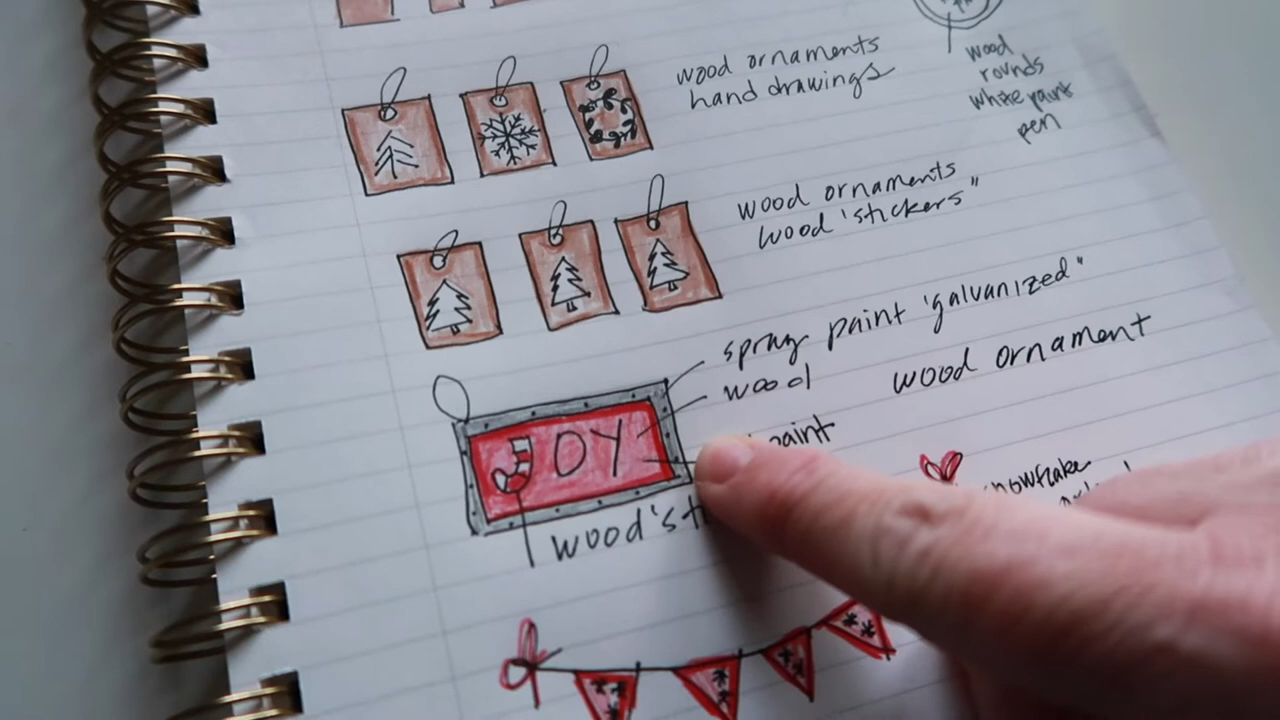 wood ornaments
hand drawings
wood
rounds
white paint
pen
wood ornaments
wood 'stickers"
spray paint 'galvanized"
wood
wood ornament
paint
JOY
snowflake
wood